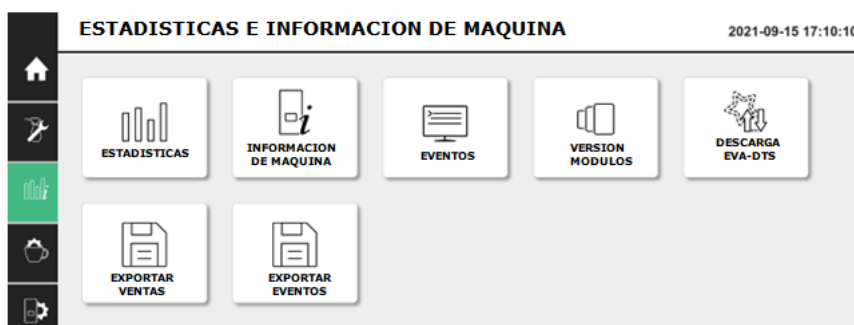 ESTADISTICAS E INFORMACION DE MAQUINA
2021-09-15 17:10:10
ESTADISTICAS
INFORMACION
DE MAQUINA
EVENTOS
VERSION
MODULOS
DESCARGA
EVA-DTS
EXPORTAR
VENTAS
EXPORTAR
EVENTOS